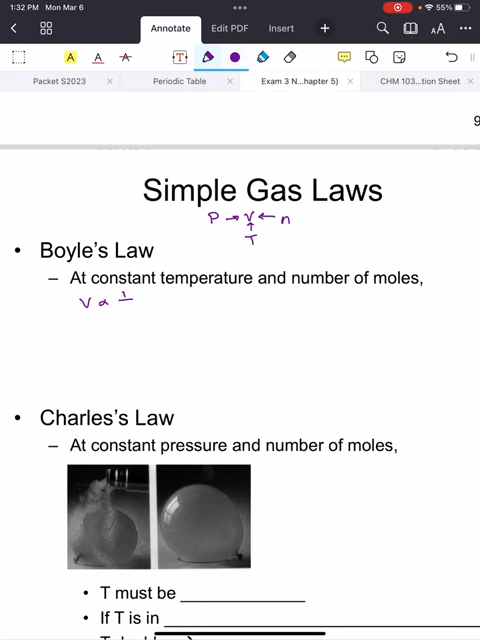 1:32 PM Mon Mar 6
55%
Annotate Edit PDF Insert
Packet S2023 Periodic Table Exam 3 N...hapter 5) CHM 103...tion Sheet
9
Simple Gas Laws
P → V ← n
↑
T
• Boyle's Law
– At constant temperature and number of moles,
V ∝ 1
• Charles's Law
– At constant pressure and number of moles,
• T must be ____________
• If T is in ____________